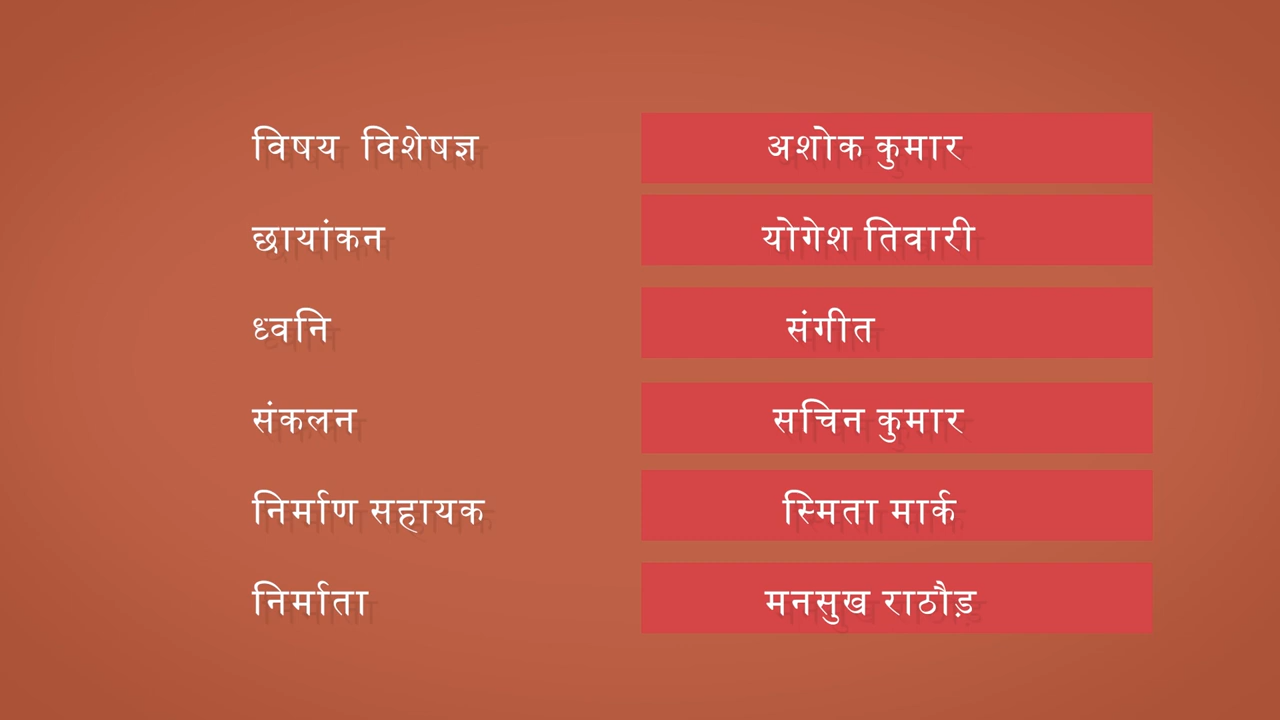 विषय विशेषज्ञ अशोक कुमार
छायांकन योगेश तिवारी
ध्वनि संगीत
संकलन सचिन कुमार
निर्माण सहायक स्मिता मार्क
निर्माता मनसुख राठौड़